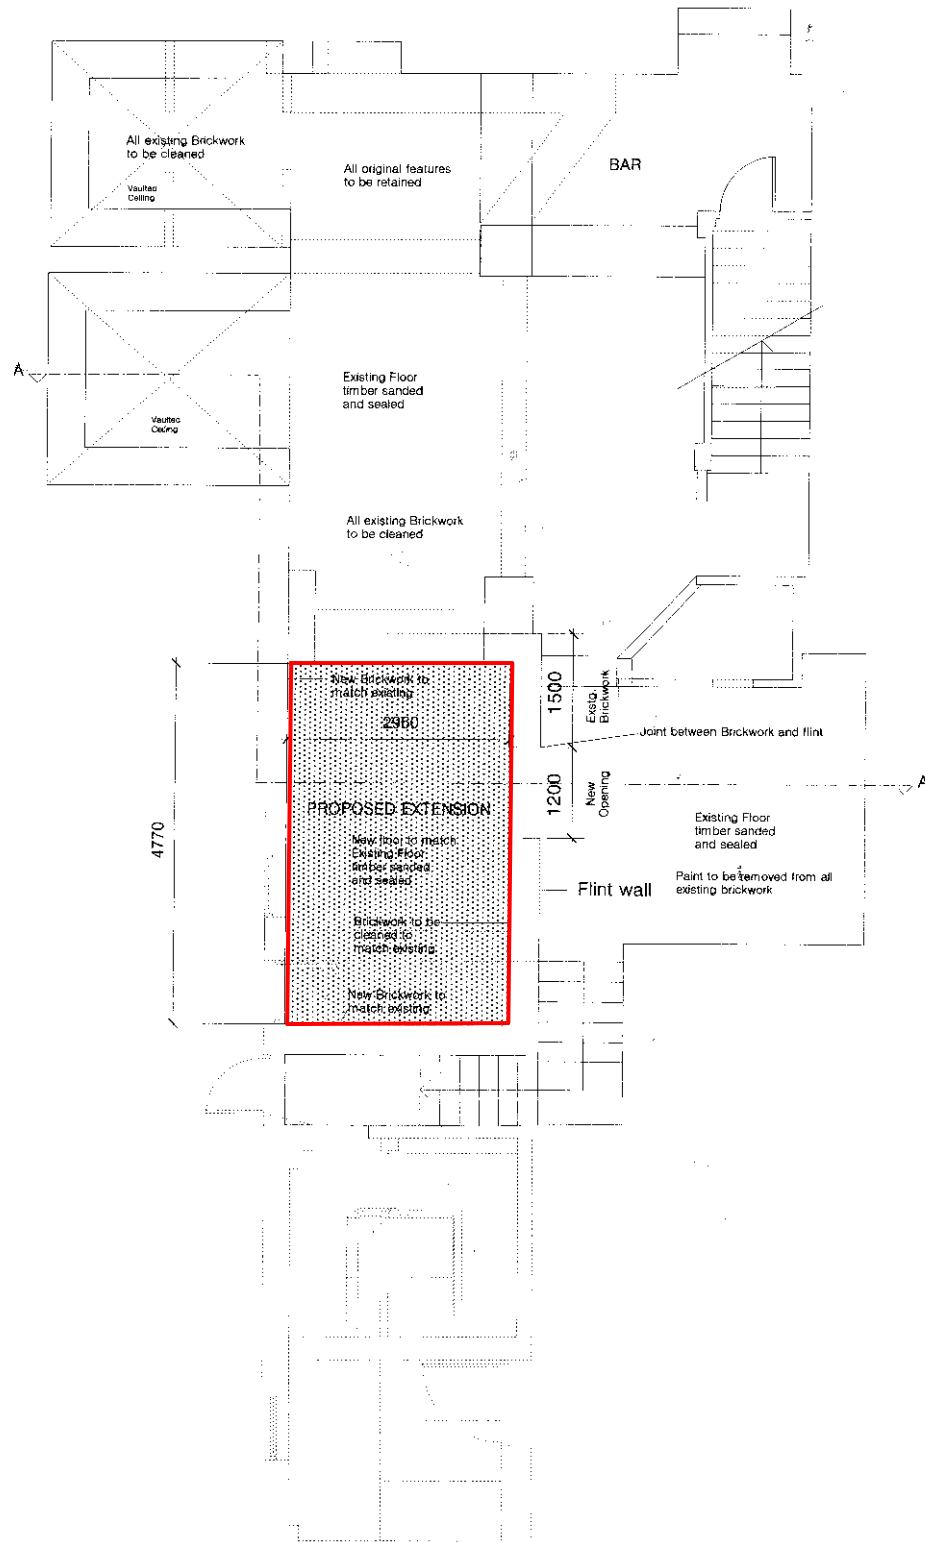 All existing Brickwork
to be cleaned
Vaulted
Ceiling
All original features
to be retained
BAR
A
Existing Floor
timber sanded
and sealed
Vaulted
Ceiling
All existing Brickwork
to be cleaned
New Brickwork to
match existing
2960
1500
Exstg.
Brickwork
Joint between Brickwork and flint
4770
PROPOSED EXTENSION
1200
New
Opening
A
New floor to match
Existing Floor
timber sanded
and sealed
Existing Floor
timber sanded
and sealed
Flint wall
Paint to be removed from all
existing brickwork
Brickwork to be
cleaned to
match existing
New Brickwork to
match existing